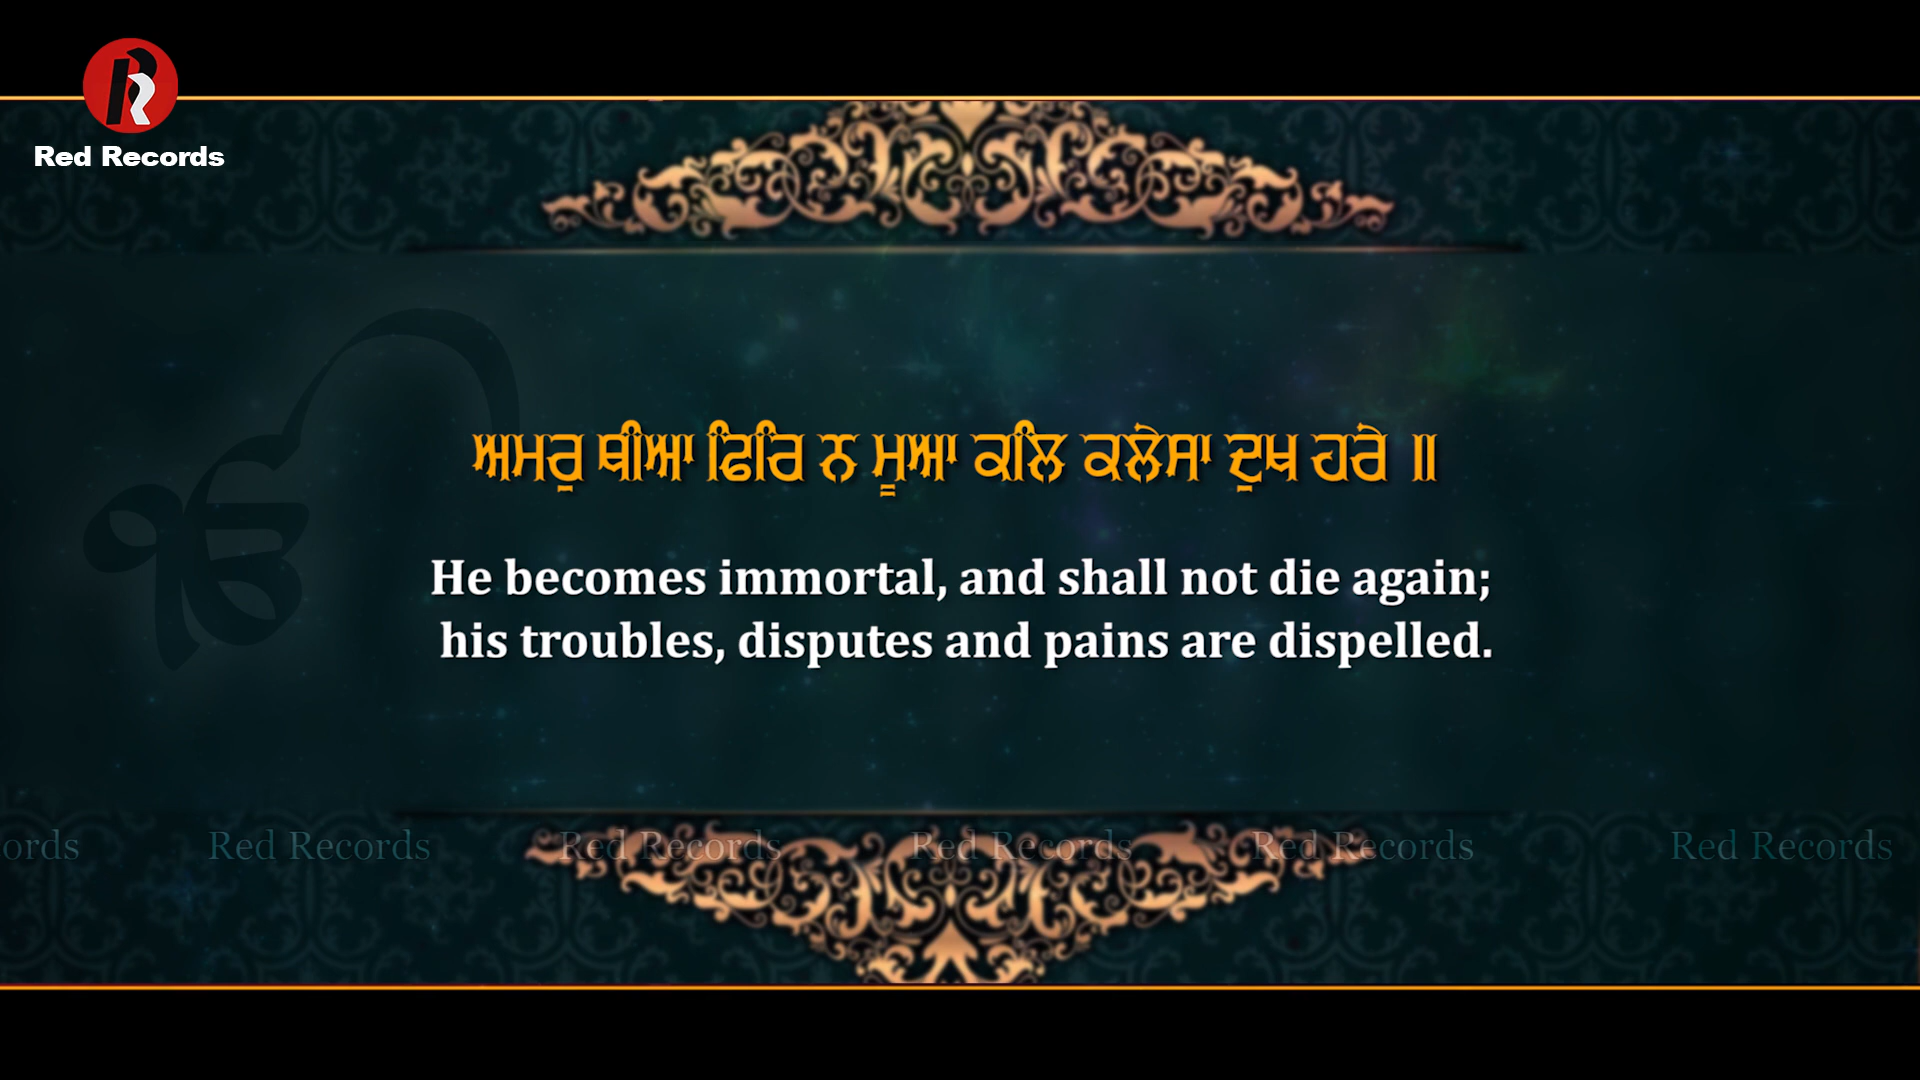 Red Records
ਅਮਰੁ ਥੀਆ ਫਿਰਿ ਨ ਮੂਆ ਕਲਿ ਕਲੇਸਾ ਦੁਖ ਹਰੇ ॥
He becomes immortal, and shall not die again;
his troubles, disputes and pains are dispelled.
ords Red Records Red Records Red Records Red Records Red Records